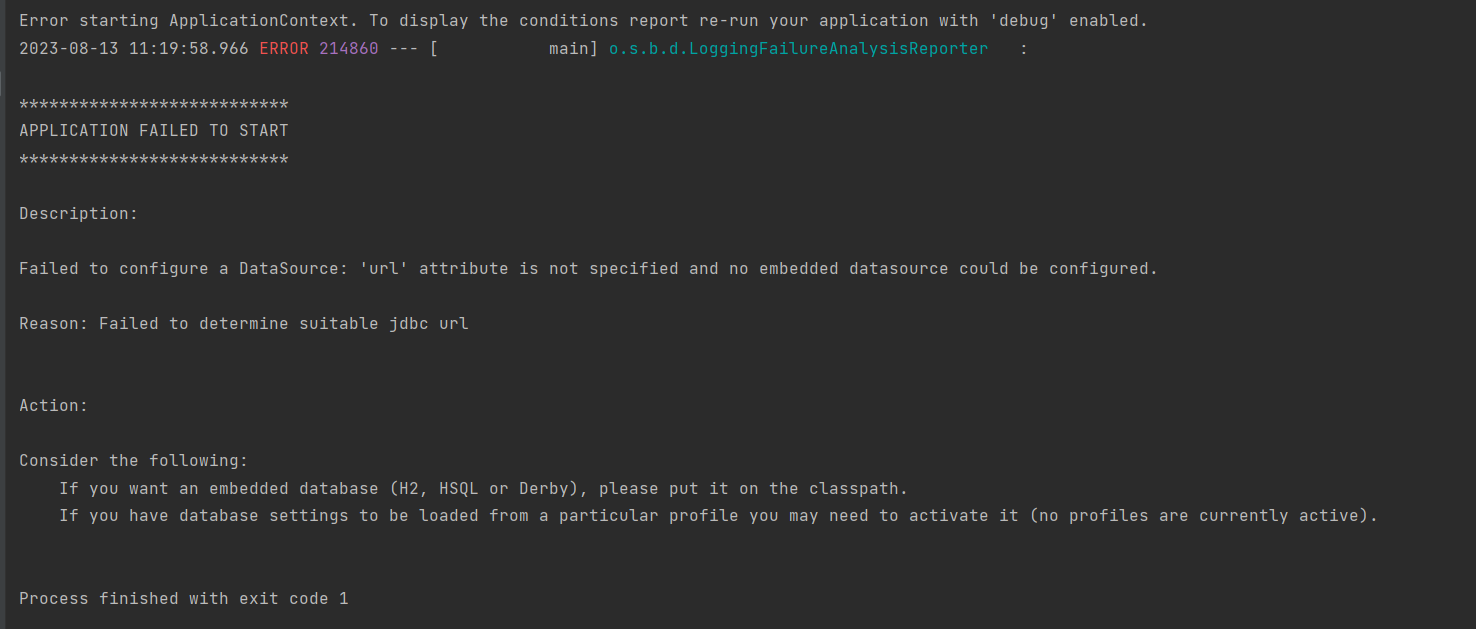 Error starting ApplicationContext. To display the conditions report re-run your application with 'debug' enabled.
2023-08-13 11:19:58.966 ERROR 214860 --- [           main] o.s.b.d.LoggingFailureAnalysisReporter   :
***************************
APPLICATION FAILED TO START
***************************
Description:
Failed to configure a DataSource: 'url' attribute is not specified and no embedded datasource could be configured.
Reason: Failed to determine suitable jdbc url
Action:
Consider the following:
    If you want an embedded database (H2, HSQL or Derby), please put it on the classpath.
    If you have database settings to be loaded from a particular profile you may need to activate it (no profiles are currently active).
Process finished with exit code 1